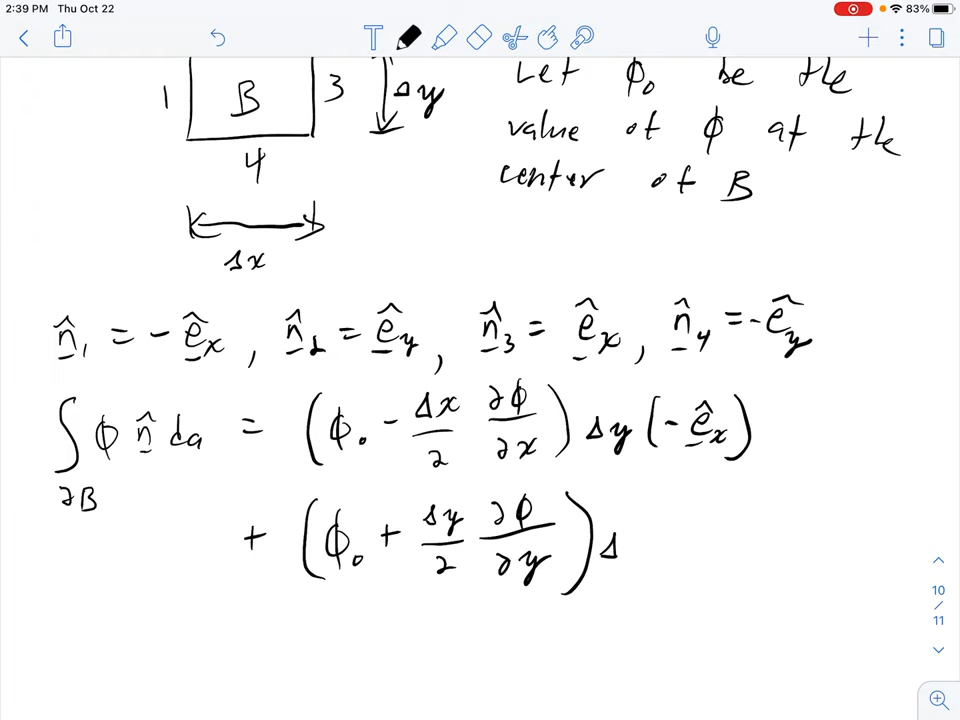 2:39 PM Thu Oct 22
83%
T
Let ϕ₀ be the
1 B 3 Δy
value of ϕ at the
4
center of B
Δx
n̂₁ = - êₓ , n̂₂ = ê_y , n̂₃ = êₓ , n̂₄ = - ê_y
∫_∂B ϕ n̂ da = (ϕ₀ - Δx/2 ∂ϕ/∂x) Δy (- êₓ)
+ (ϕ₀ + Δy/2 ∂ϕ/∂y) Δ
10
/
11